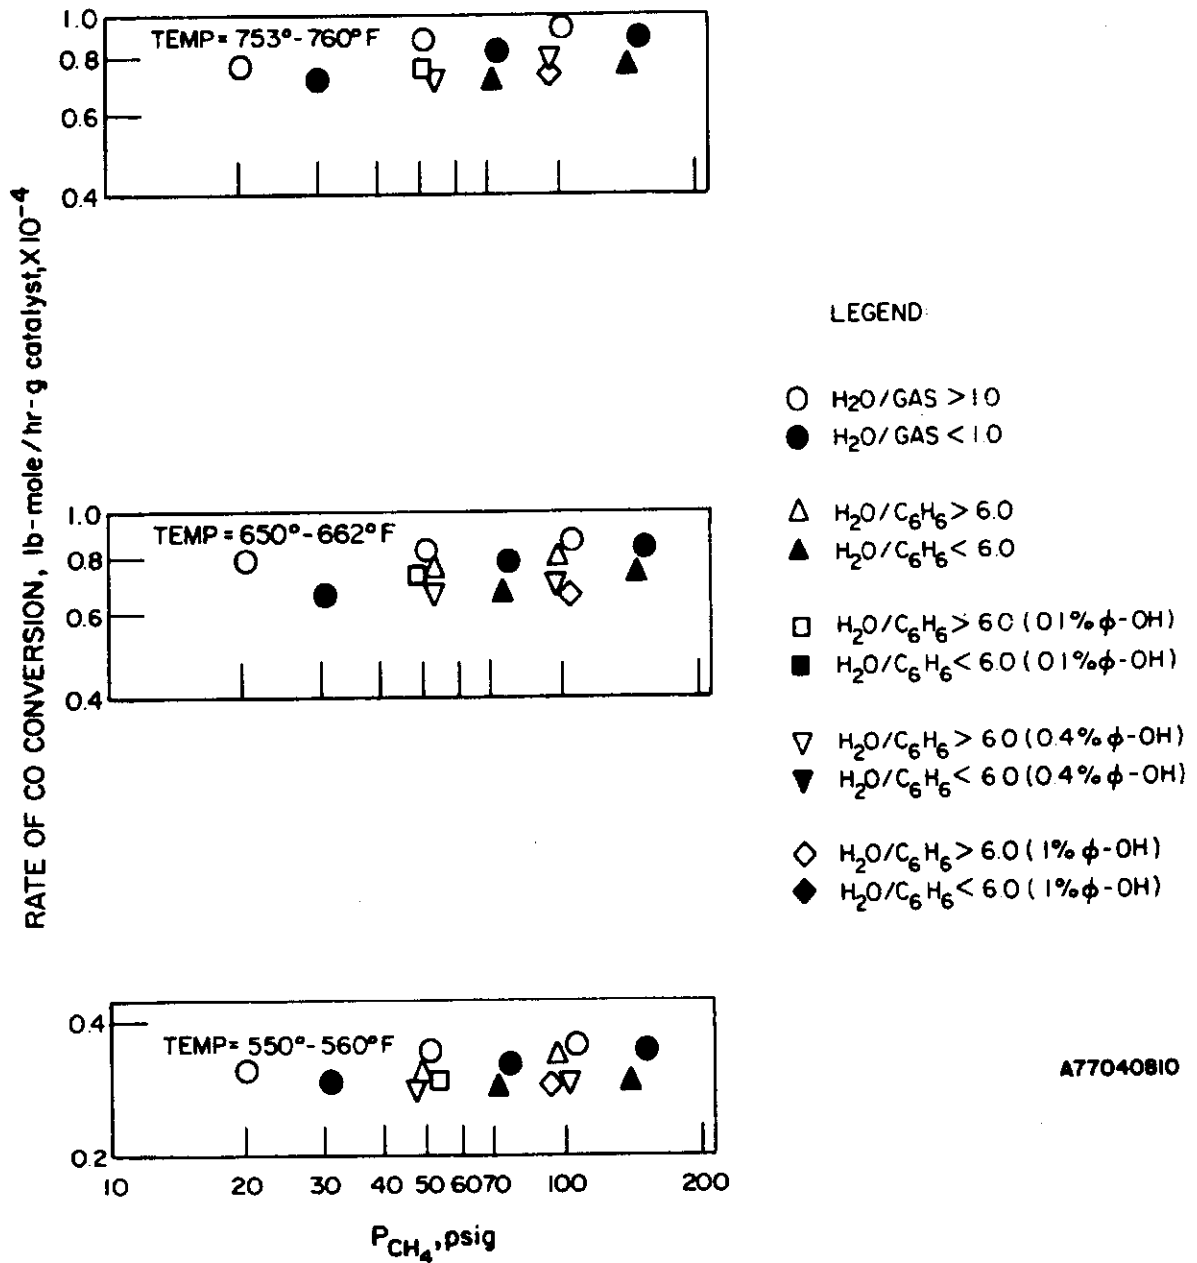 RATE OF CO CONVERSION, lb-mole/hr-g catalyst, X10⁻⁴
1.0
TEMP = 753°-760°F
0.8
0.6
0.4
1.0
TEMP = 650°-662°F
0.8
0.6
0.4
0.4
TEMP = 550°-560°F
0.2
10 20 30 40 50 60 70 100 200
P_CH₄, psig
LEGEND
H₂O/GAS > 1.0
H₂O/GAS < 1.0
H₂O/C₆H₆ > 6.0
H₂O/C₆H₆ < 6.0
H₂O/C₆H₆ > 6.0 (0.1% ϕ-OH)
H₂O/C₆H₆ < 6.0 (0.1% ϕ-OH)
H₂O/C₆H₆ > 6.0 (0.4% ϕ-OH)
H₂O/C₆H₆ < 6.0 (0.4% ϕ-OH)
H₂O/C₆H₆ > 6.0 (1% ϕ-OH)
H₂O/C₆H₆ < 6.0 (1% ϕ-OH)
A77040810